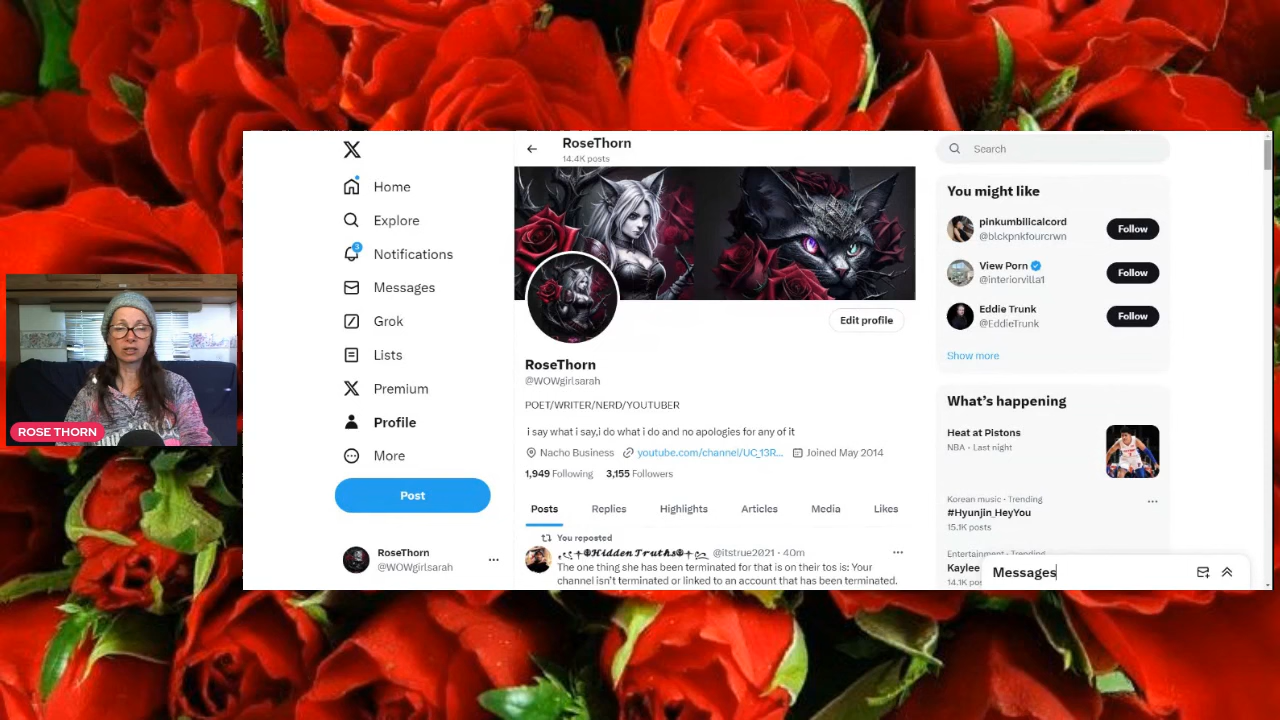 RoseThorn
14.4K posts
Home
Explore
3
Notifications
Messages
Grok
Lists
Premium
Profile
More
Post
RoseThorn
@WOWgirlsarah
Edit profile
RoseThorn
@WOWgirlsarah
POET/WRITER/NERD/YOUTUBER
i say what i say,i do what i do and no apologies for any of it
Nacho Business youtube.com/channel/UC_13R... Joined May 2014
1,949 Following 3,155 Followers
Posts Replies Highlights Articles Media Likes
You reposted
Hidden Truths @itstrue2021 · 40m
The one thing she has been terminated for that is on their tos is: Your
channel isn't terminated or linked to an account that has been terminated.
Search
You might like
pinkumbilicalcord
@blckpnkfourcrwn
Follow
View Porn
@interiorvilla1
Follow
Eddie Trunk
@EddieTrunk
Follow
Show more
What's happening
Heat at Pistons
NBA · Last night
Korean music · Trending
#Hyunjin_HeyYou
15.1K posts
Entertainment · Trending
Kaylee
14.1K pos
Messages
ROSE THORN